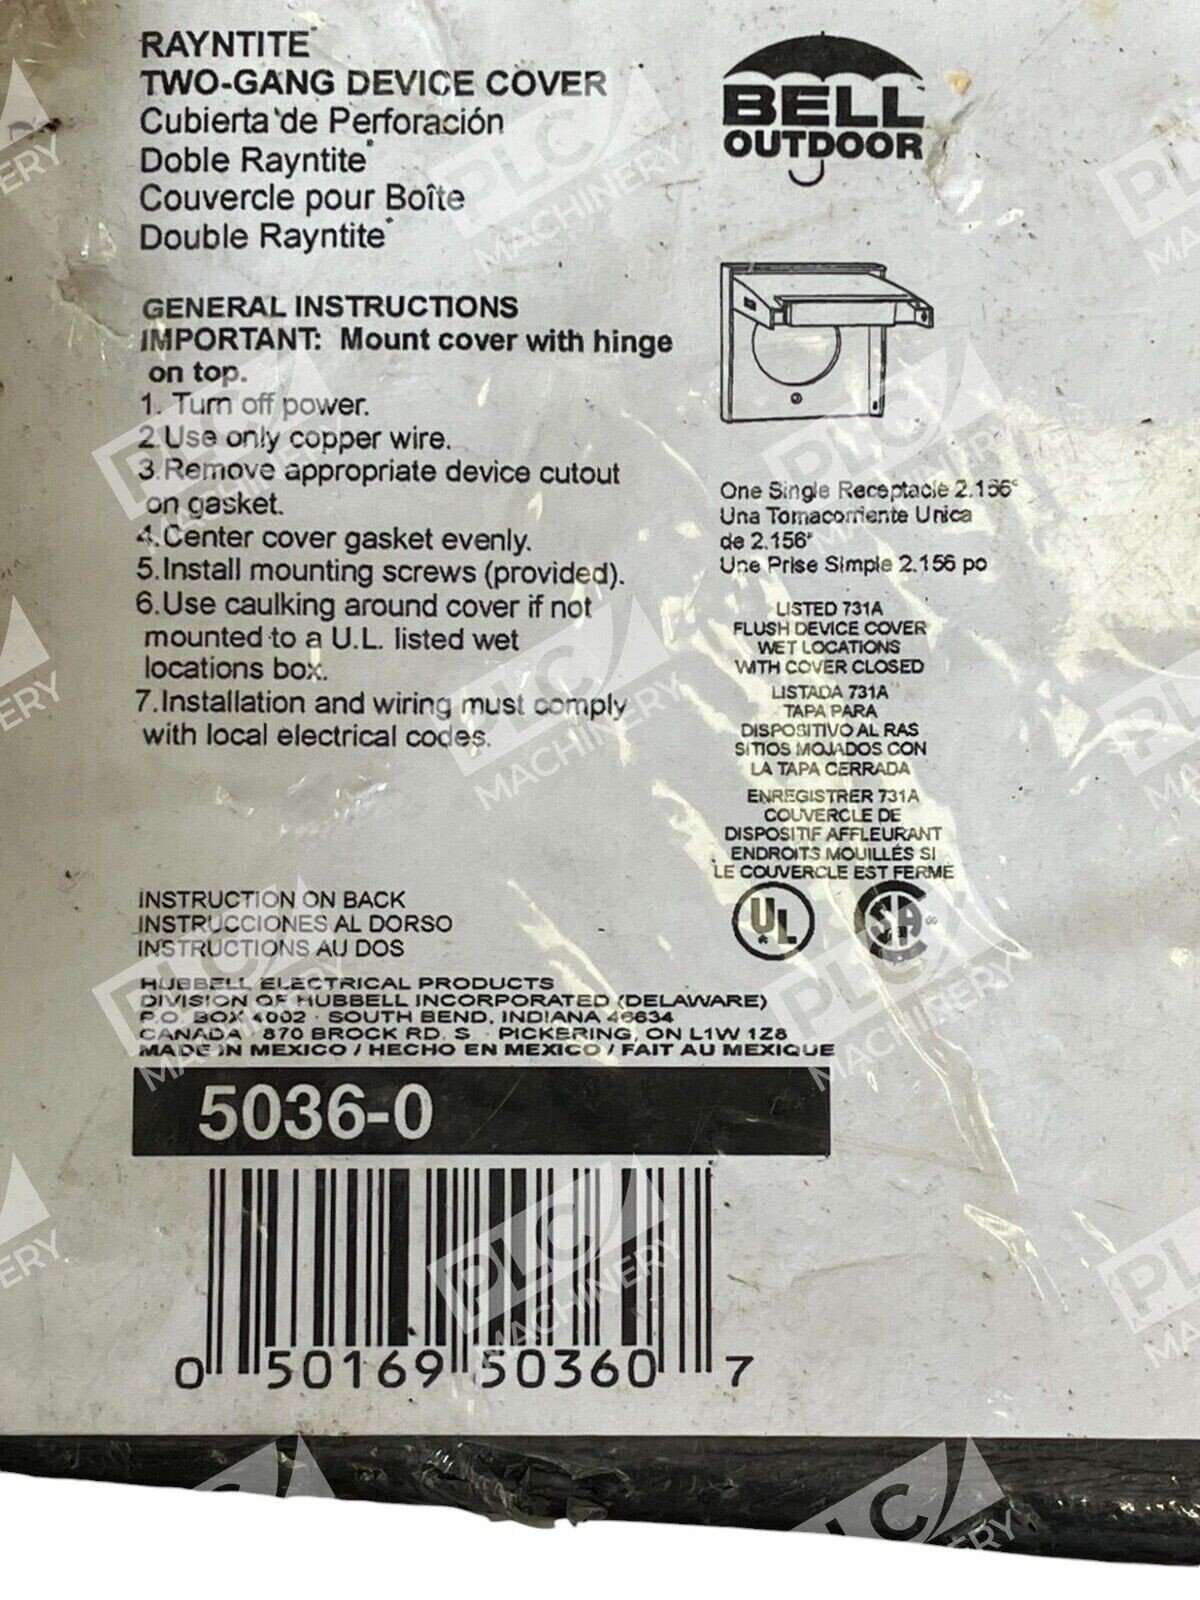 RAYNTITE
TWO-GANG DEVICE COVER
Cubierta de Perforación
Doble Rayntite
Couvercle pour Boîte
Double Rayntite
GENERAL INSTRUCTIONS
IMPORTANT: Mount cover with hinge
on top.
1. Turn off power.
2.Use only copper wire.
3.Remove appropriate device cutout
on gasket.
4.Center cover gasket evenly.
5.Install mounting screws (provided).
6.Use caulking around cover if not
mounted to a U.L. listed wet
locations box.
7.Installation and wiring must comply
with local electrical codes.
INSTRUCTION ON BACK
INSTRUCCIONES AL DORSO
INSTRUCTIONS AU DOS
HUBBELL ELECTRICAL PRODUCTS
DIVISION OF HUBBELL INCORPORATED (DELAWARE)
P.O. BOX 4002 · SOUTH BEND, INDIANA 46634
CANADA · 870 BROCK RD. S · PICKERING, ON L1W 1Z8
MADE IN MEXICO / HECHO EN MEXICO / FAIT AU MEXIQUE
5036-0
0 50169 50360 7
BELL
OUTDOOR
One Single Receptacle 2.156"
Una Tomacorriente Unica
de 2.156"
Une Prise Simple 2.156 po
LISTED 731A
FLUSH DEVICE COVER
WET LOCATIONS
WITH COVER CLOSED
LISTADA 731A
TAPA PARA
DISPOSITIVO AL RAS
SITIOS MOJADOS CON
LA TAPA CERRADA
ENREGISTRER 731A
COUVERCLE DE
DISPOSITIF AFFLEURANT
ENDROITS MOUILLÉS SI
LE COUVERCLE EST FERME
UL
SA
PLC
MACHINERY